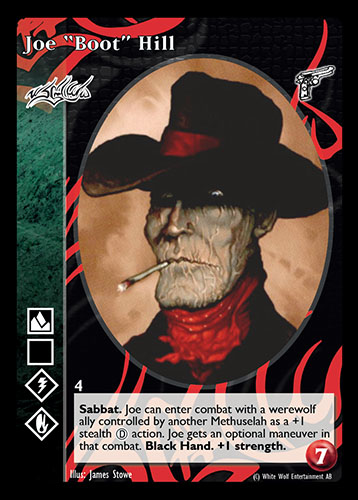 Joe "Boot" Hill
4
Sabbat. Joe can enter combat with a werewolf
ally controlled by another Methuselah as a +1
stealth Ⓓ action. Joe gets an optional maneuver in
that combat. Black Hand. +1 strength.
7
Illus: James Stowe
(C) White Wolf Entertainment AB